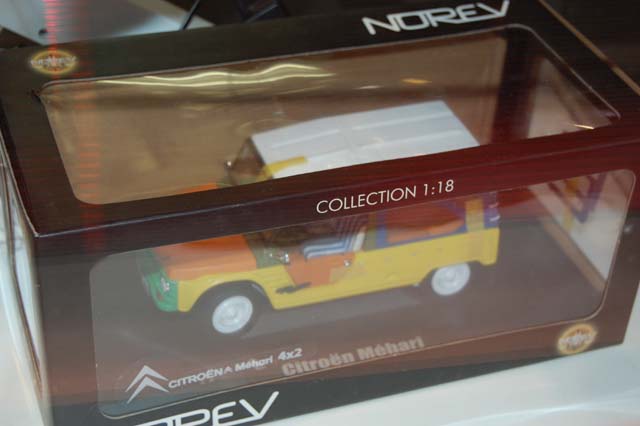 NOREV
COLLECTION 1:18
CITROËN Méhari 4x2
Citroën Méhari
NOREV